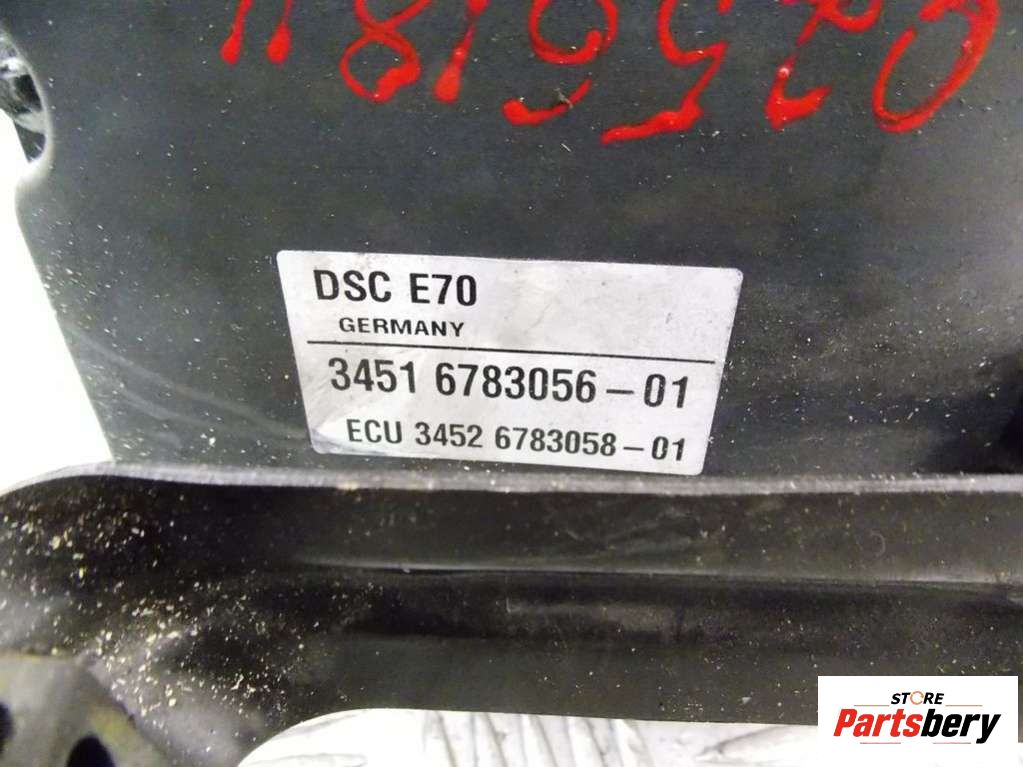 DSC E70
GERMANY
3451 6783056-01
ECU 3452 6783058-01
STORE
Partsbery